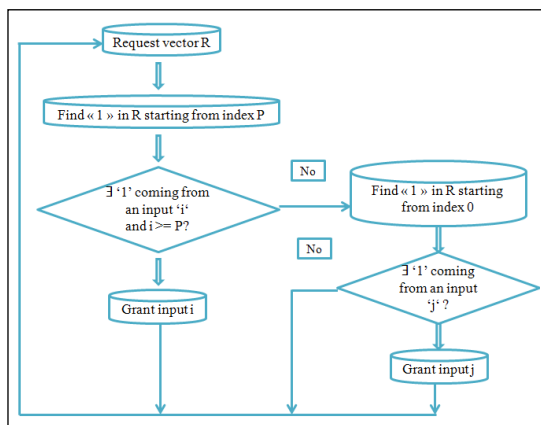 Request vector R
Find « 1 » in R starting from index P
∃ ‘1’ coming from
an input ‘i‘
and i >= P?
No
Find « 1 » in R starting
from index 0
No
∃ ‘1’ coming
from an input
‘j‘ ?
Grant input i
Grant input j